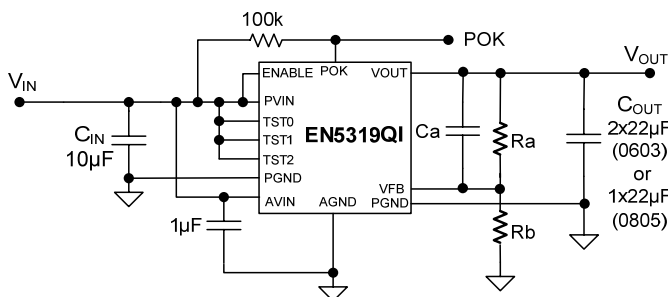 100k
POK
VIN
ENABLE
POK
VOUT
VOUT
PVIN
TST0
TST1
TST2
EN5319QI
CIN
10µF
PGND
AVIN
AGND
VFB
PGND
1µF
Ca
Ra
Rb
COUT
2x22µF
(0603)
or
1x22µF
(0805)